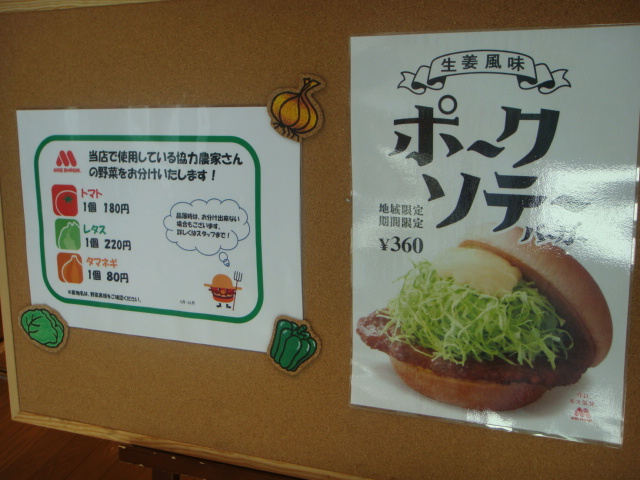 当店で使用している協力農家さん
の野菜をお分けいたします!
MOS BURGER
トマト
1個 180円
レタス
1個 220円
タマネギ
1個 80円
品薄時は、お分け出来ない
場合もございます。
詳しくはスタッフまで!
生姜風味
ポーク
ソテー
バーガー
地域限定
期間限定
¥360